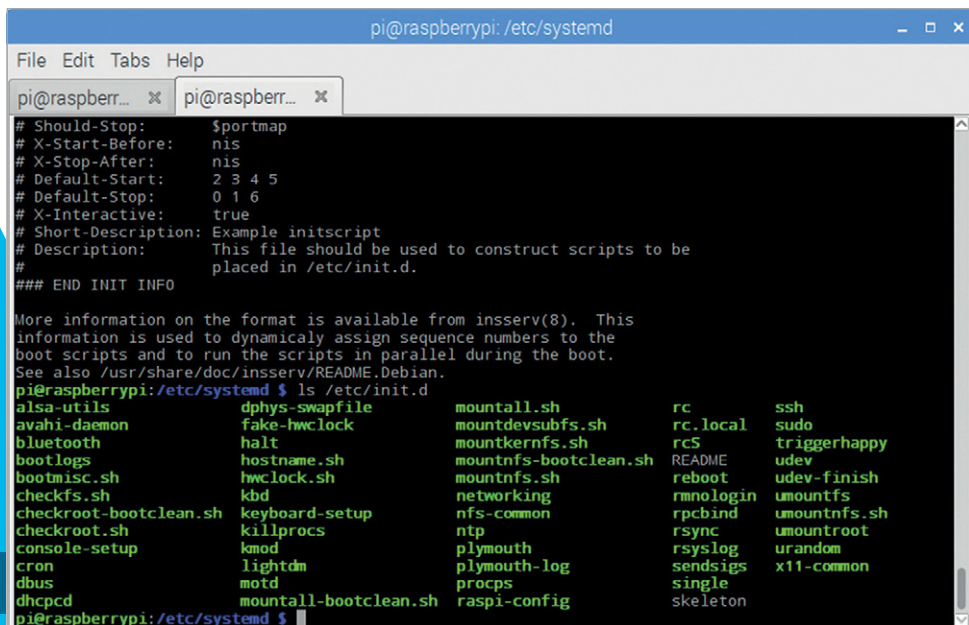 pi@raspberrypi: /etc/systemd
File Edit Tabs Help
pi@raspberr... pi@raspberr...
# Should-Stop: $portmap
# X-Start-Before: nis
# X-Stop-After: nis
# Default-Start: 2 3 4 5
# Default-Stop: 0 1 6
# X-Interactive: true
# Short-Description: Example initscript
# Description: This file should be used to construct scripts to be
# placed in /etc/init.d.
### END INIT INFO
More information on the format is available from insserv(8). This
information is used to dynamicaly assign sequence numbers to the
boot scripts and to run the scripts in parallel during the boot.
See also /usr/share/doc/insserv/README.Debian.
pi@raspberrypi:/etc/systemd $ ls /etc/init.d
alsa-utils dphys-swapfile mountall.sh rc ssh
avahi-daemon fake-hwclock mountdevsubfs.sh rc.local sudo
bluetooth halt mountkernfs.sh rcS triggerhappy
bootlogs hostname.sh mountnfs-bootclean.sh README udev
bootmisc.sh hwclock.sh mountnfs.sh reboot udev-finish
checkfs.sh kbd networking rmnologin umountfs
checkroot-bootclean.sh keyboard-setup nfs-common rpcbind umountnfs.sh
checkroot.sh killprocs ntp rsync umountroot
console-setup kmod plymouth rsyslog urandom
cron lightdm plymouth-log sendsigs x11-common
dbus motd procps single
dhcpcd mountall-bootclean.sh raspi-config skeleton
pi@raspberrypi:/etc/systemd $